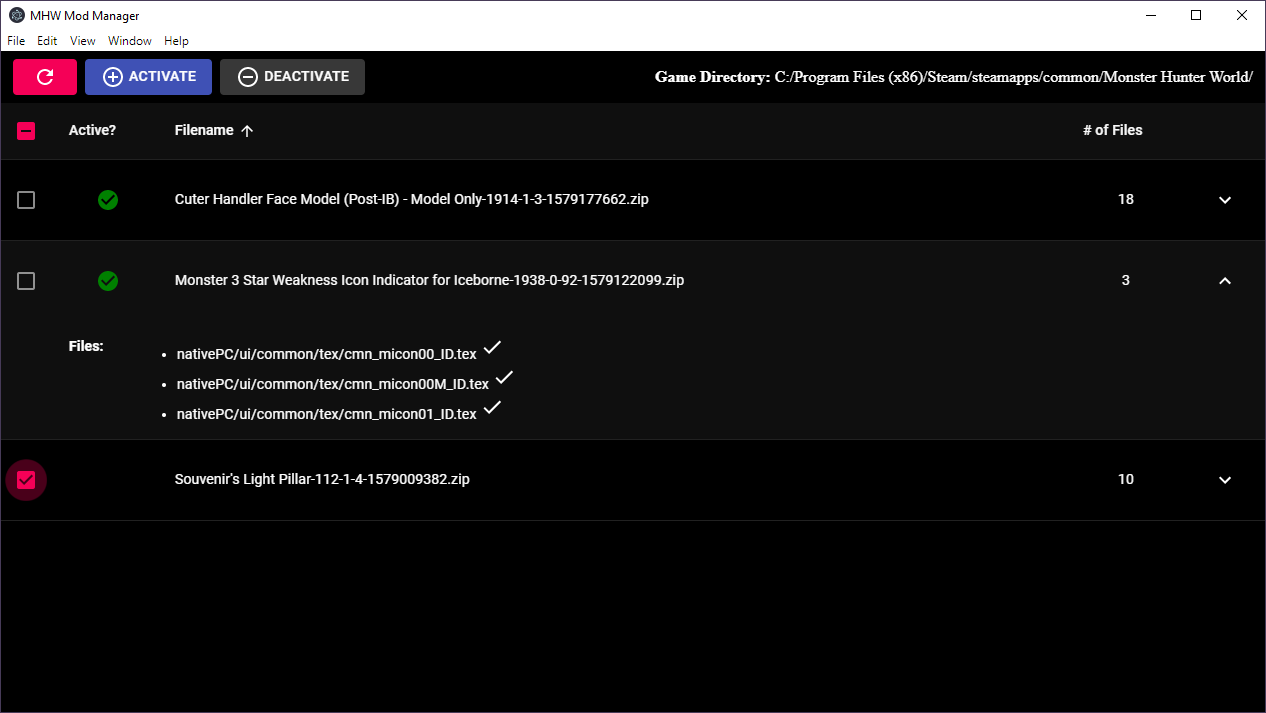 MHW Mod Manager
File Edit View Window Help
ACTIVATE DEACTIVATE Game Directory: C:/Program Files (x86)/Steam/steamapps/common/Monster Hunter World/
Active? Filename # of Files
Cuter Handler Face Model (Post-IB) - Model Only-1914-1-3-1579177662.zip 18
Monster 3 Star Weakness Icon Indicator for Iceborne-1938-0-92-1579122099.zip 3
Files:
• nativePC/ui/common/tex/cmn_micon00_ID.tex
• nativePC/ui/common/tex/cmn_micon00M_ID.tex
• nativePC/ui/common/tex/cmn_micon01_ID.tex
Souvenir's Light Pillar-112-1-4-1579009382.zip 10